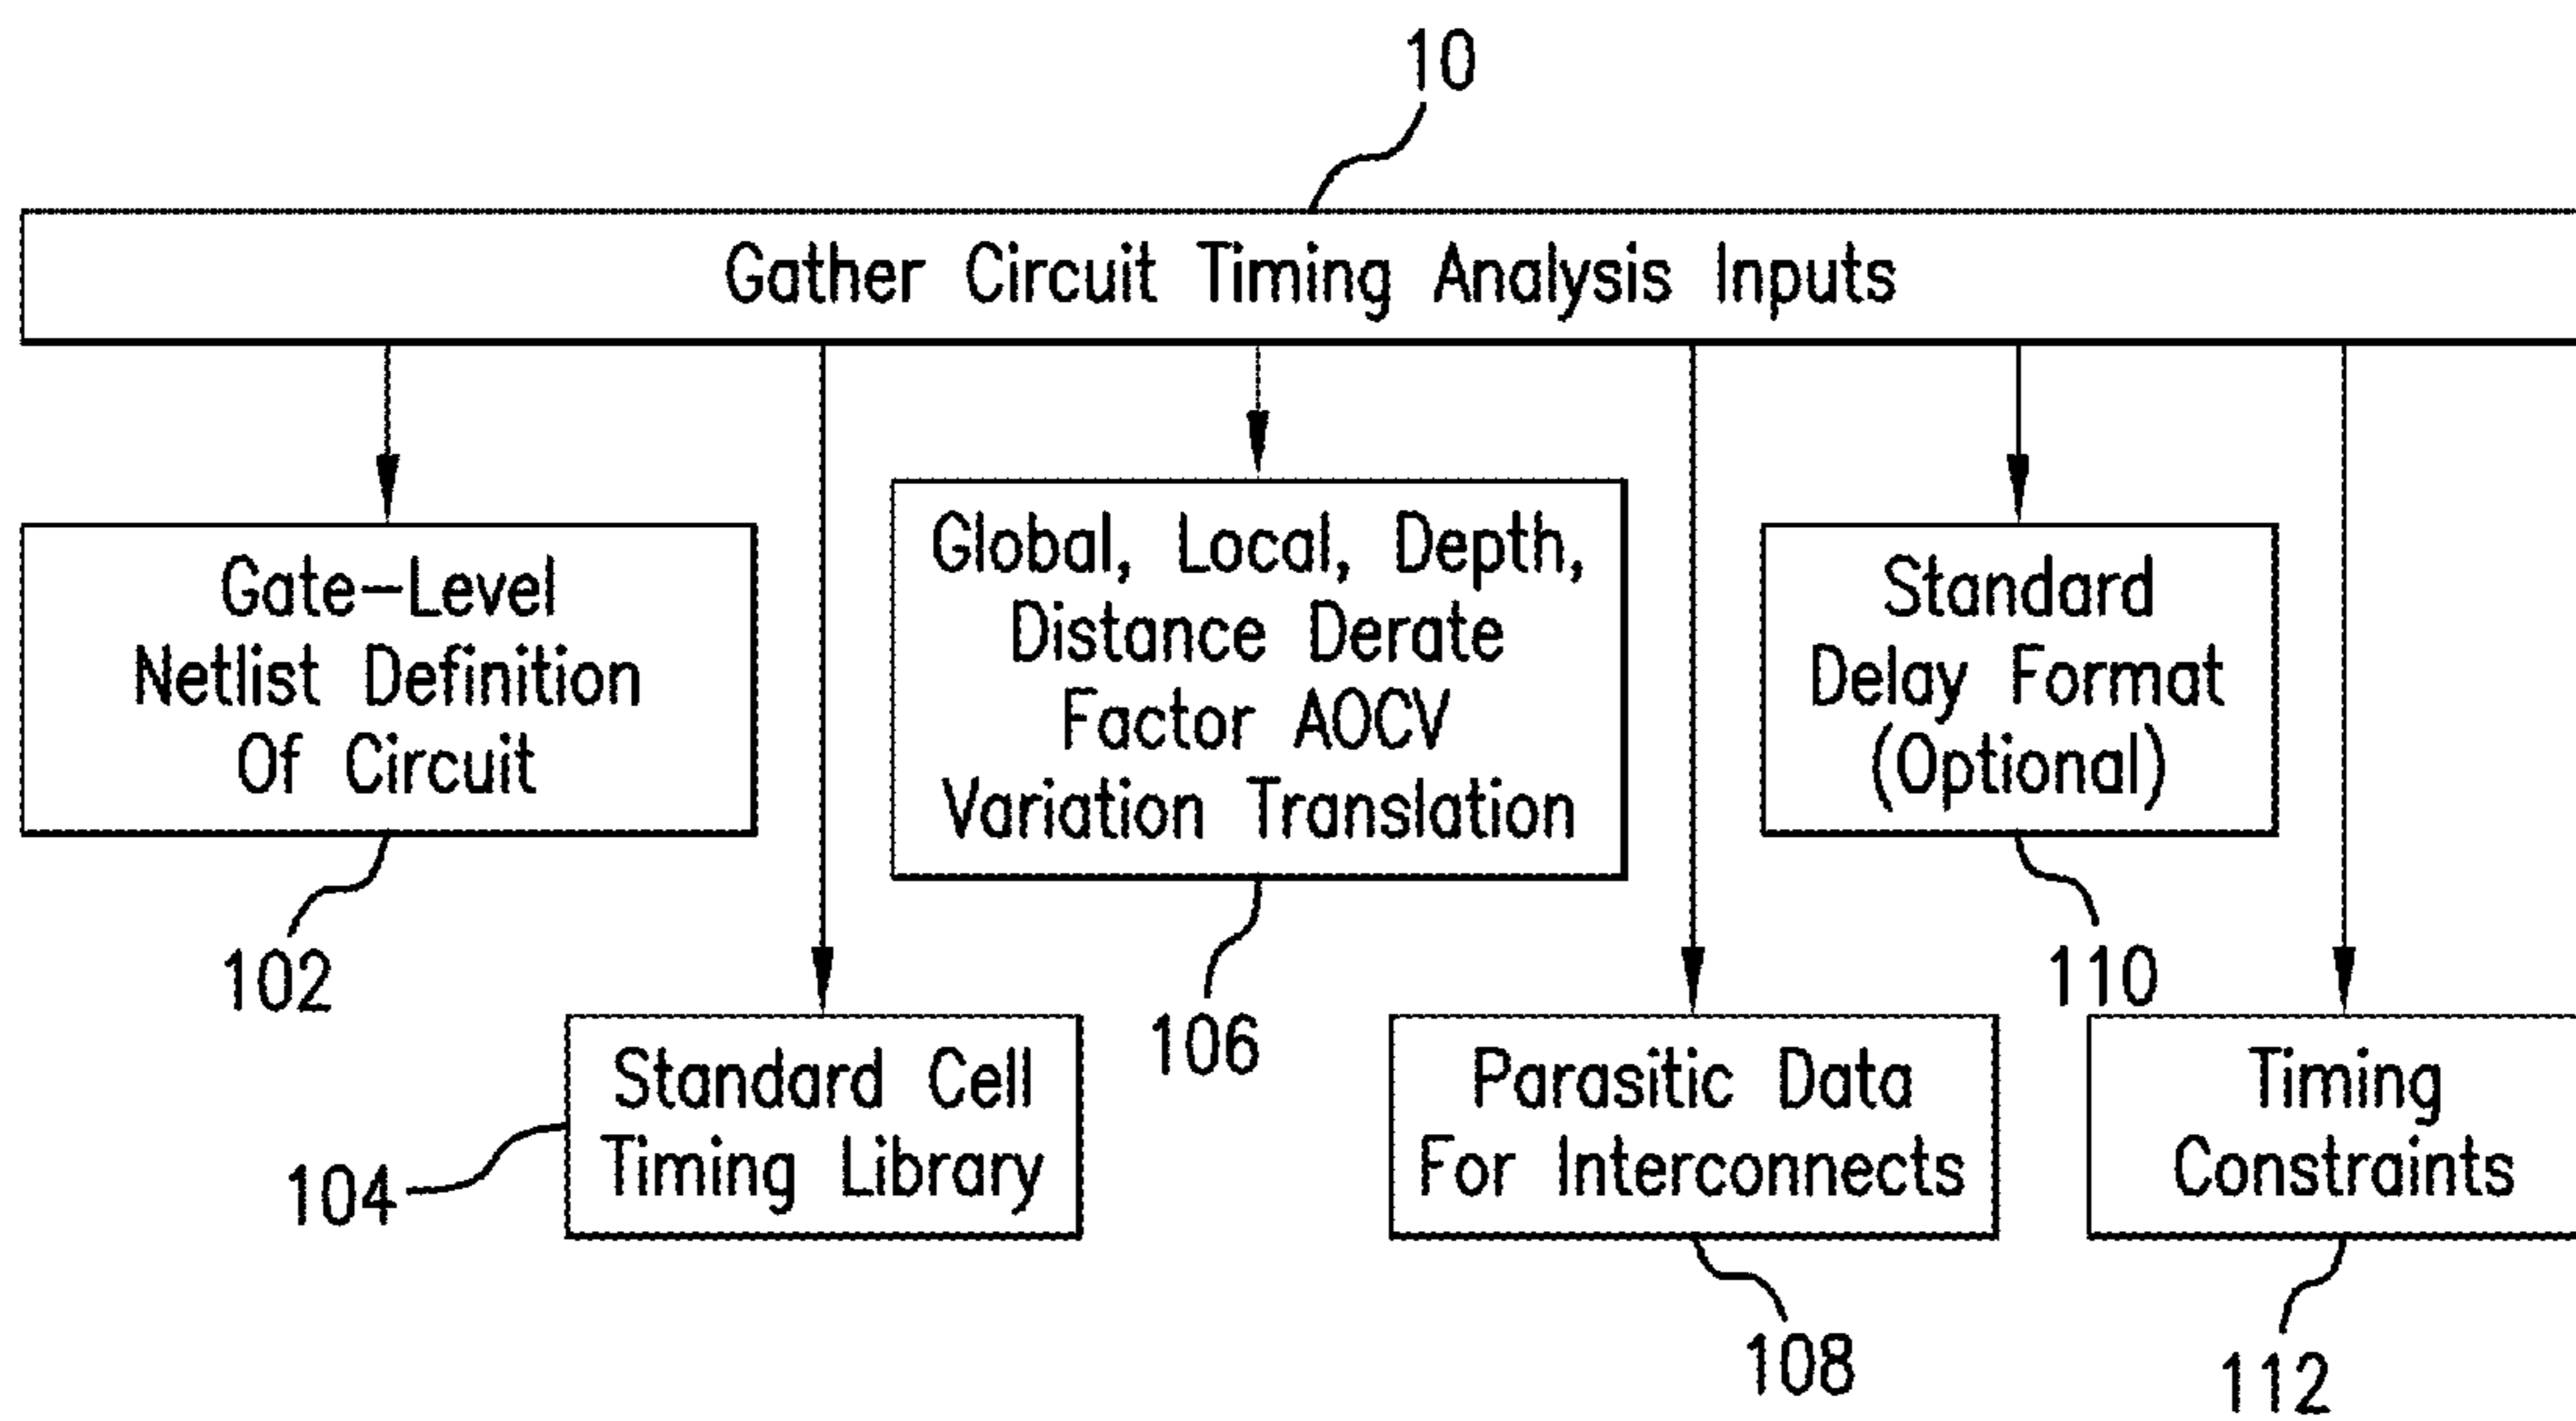 10
Gather Circuit Timing Analysis Inputs
Gate-Level
Netlist Definition
Of Circuit
102
Standard Cell
Timing Library
104
Global, Local, Depth,
Distance Derate
Factor AOCV
Variation Translation
106
Parasitic Data
For Interconnects
108
Standard
Delay Format
(Optional)
110
Timing
Constraints
112